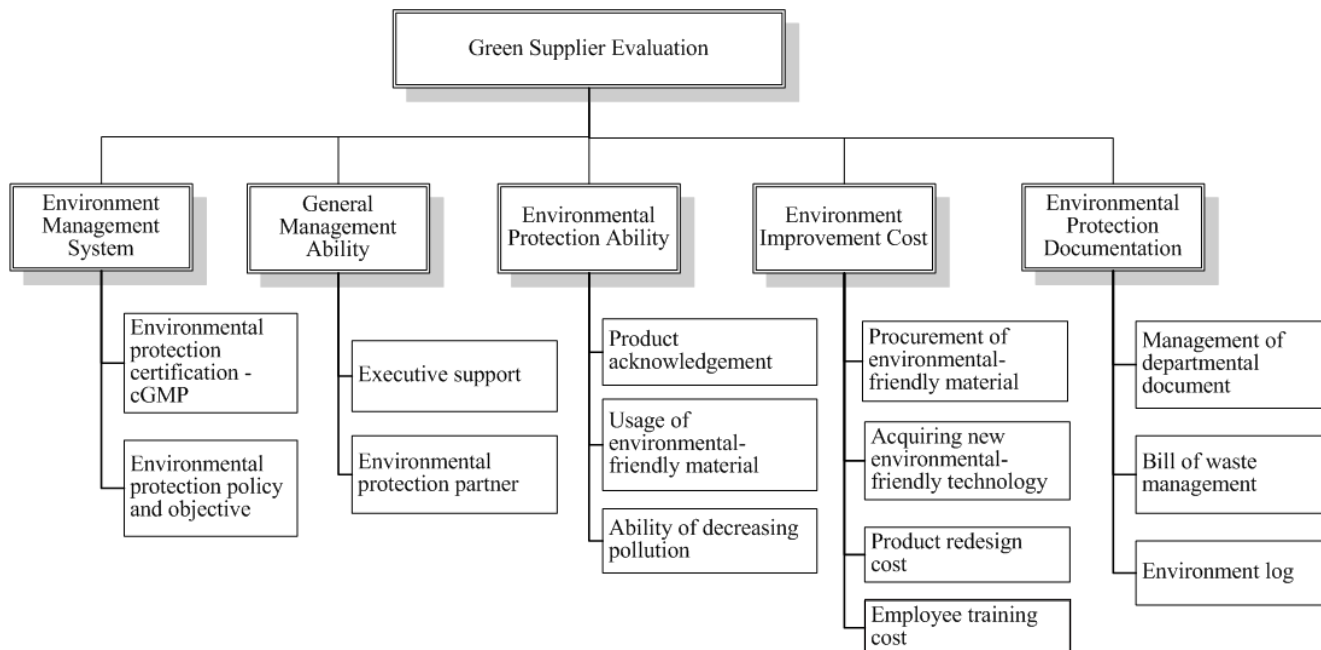 Green Supplier Evaluation
Environment
Management
System
General
Management
Ability
Environmental
Protection Ability
Environment
Improvement Cost
Environmental
Protection
Documentation
Environmental
protection
certification -
cGMP
Environmental
protection policy
and objective
Executive support
Environmental
protection partner
Product
acknowledgement
Usage of
environmental-
friendly material
Ability of decreasing
pollution
Procurement of
environmental-
friendly material
Acquiring new
environmental-
friendly technology
Product redesign
cost
Employee training
cost
Management of
departmental
document
Bill of waste
management
Environment log